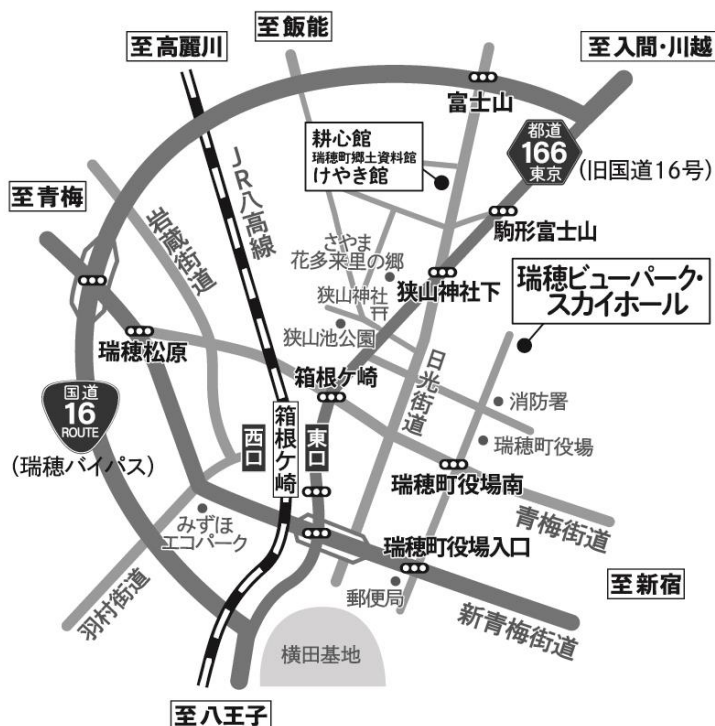 至飯能
至高麗川
至入間・川越
富士山
都道
166
東京
(旧国道16号)
耕心館
瑞穂町郷土資料館
けやき館
JR八高線
至青梅
岩蔵街道
駒形富士山
さやま
花多来里の郷
狭山神社
狭山神社下
瑞穂ビューパーク・
スカイホール
狭山池公園
瑞穂松原
日光街道
箱根ケ崎
国道
16
ROUTE
(瑞穂バイパス)
消防署
西口
箱根ケ崎
東口
瑞穂町役場
瑞穂町役場南
青梅街道
みずほ
エコパーク
瑞穂町役場入口
至新宿
羽村街道
郵便局
新青梅街道
横田基地
至八王子